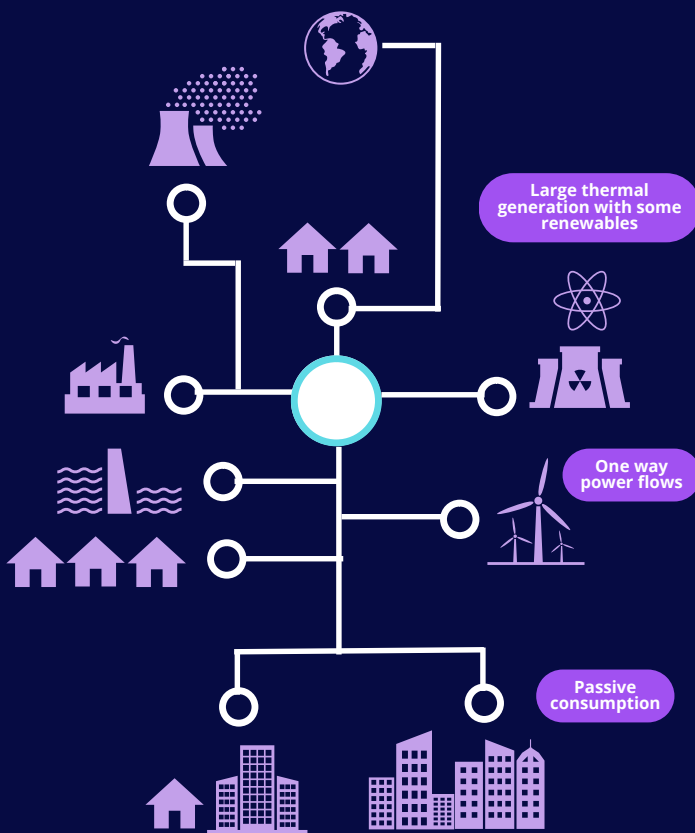 Large thermal
generation with some
renewables
One way
power flows
Passive
consumption